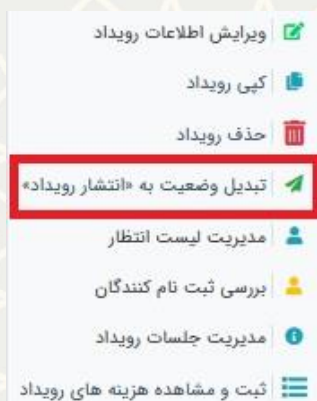 ویرایش اطلاعات رویداد
کپی رویداد
حذف رویداد
تبدیل وضعیت به «انتشار رویداد»
مدیریت لیست انتظار
بررسی ثبت نام کنندگان
مدیریت جلسات رویداد
ثبت و مشاهده هزینه های رویداد